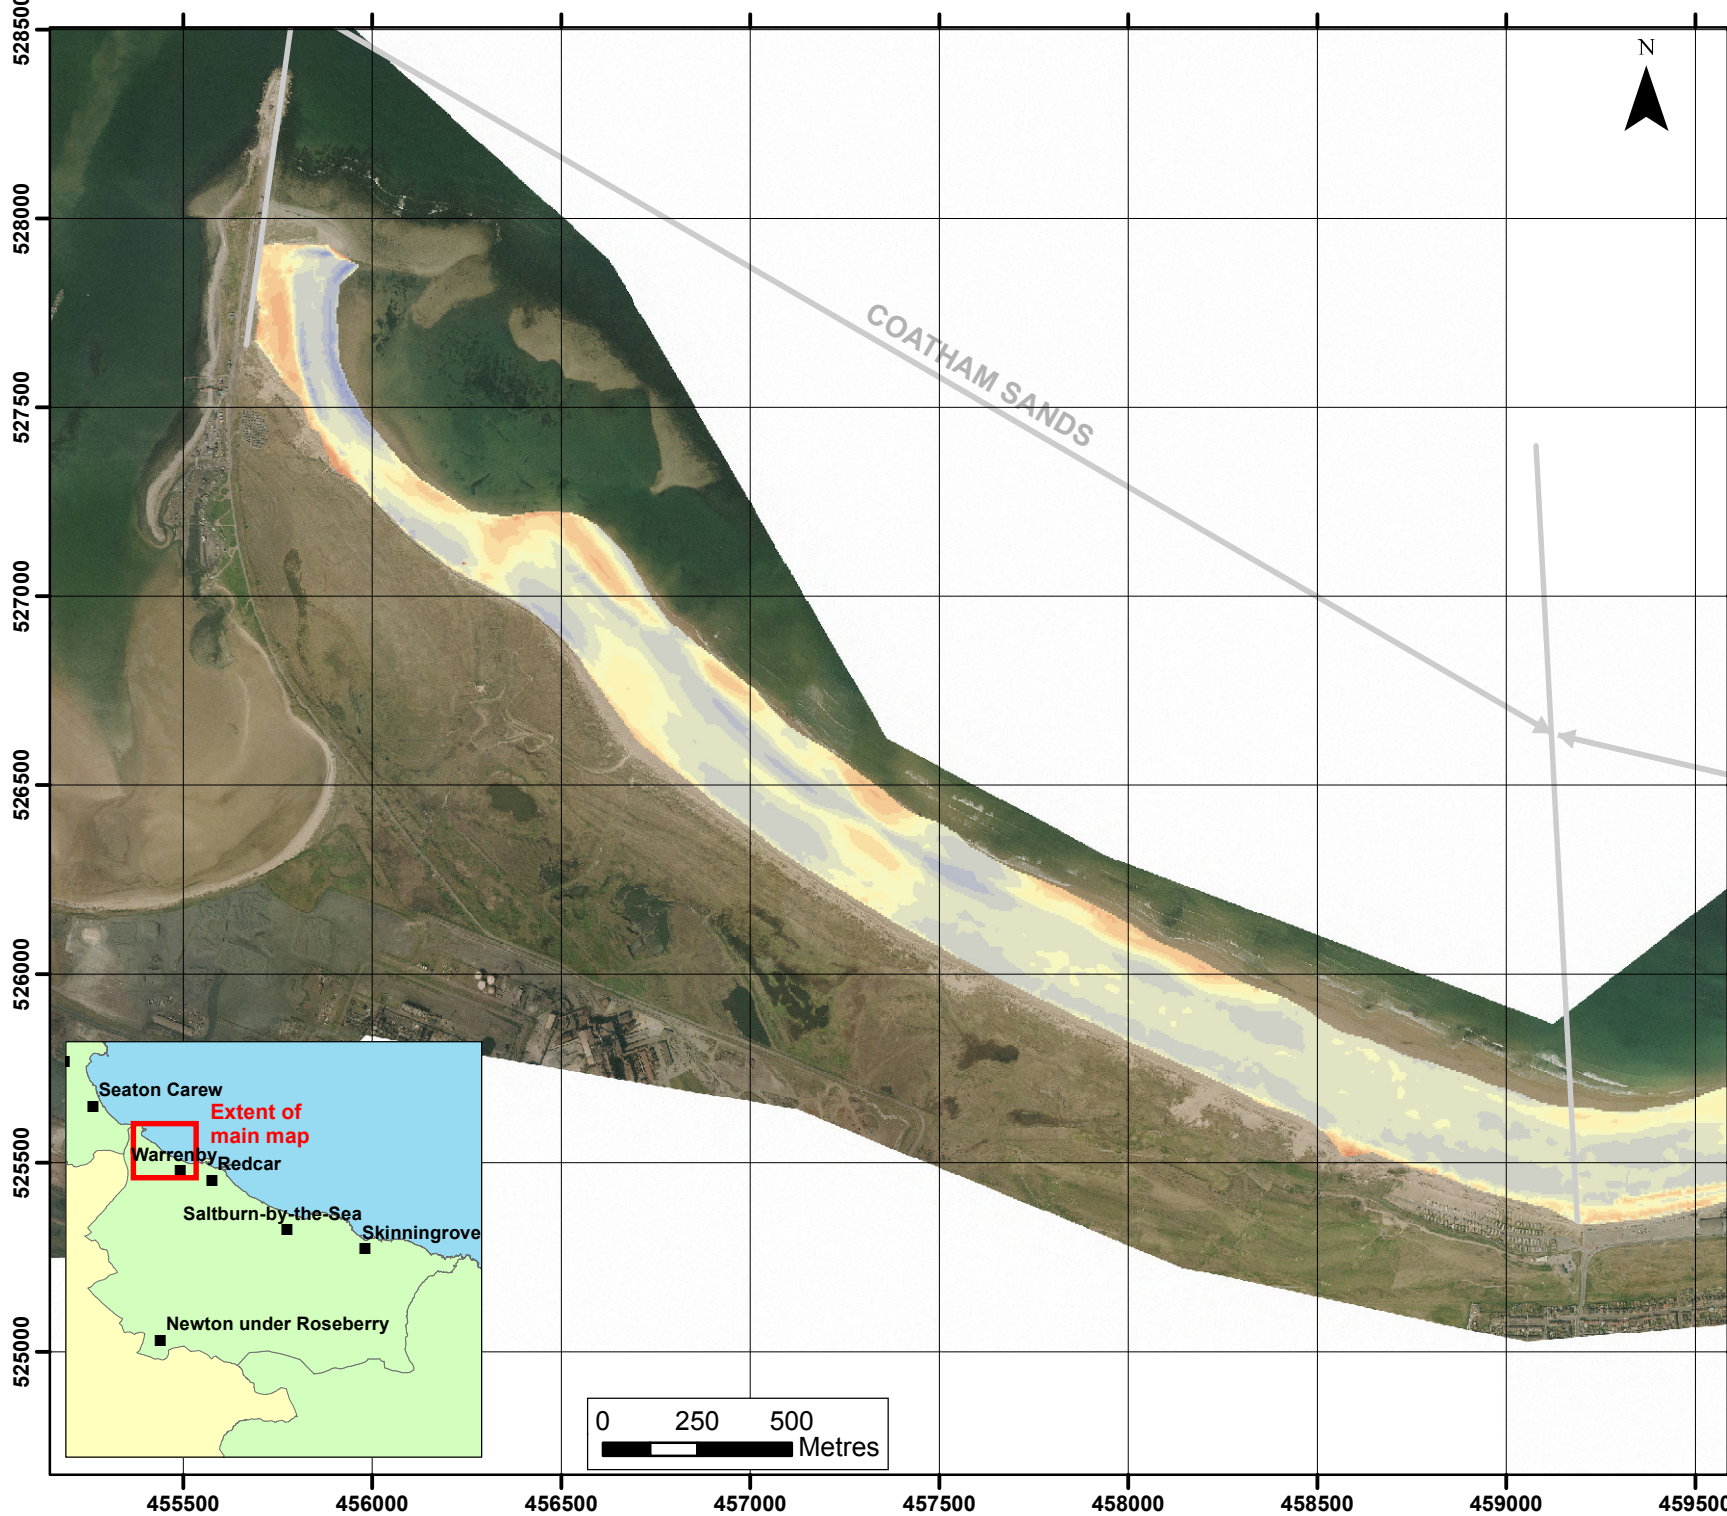 N
528500
528000
527500
527000
526500
526000
525500
525000
COATHAM SANDS
Seaton Carew
Extent of
main map
Warrenby
Redcar
Saltburn-by-the-Sea
Skinningrove
Newton under Roseberry
0 250 500
Metres
455500 456000 456500 457000 457500 458000 458500 459000 459500